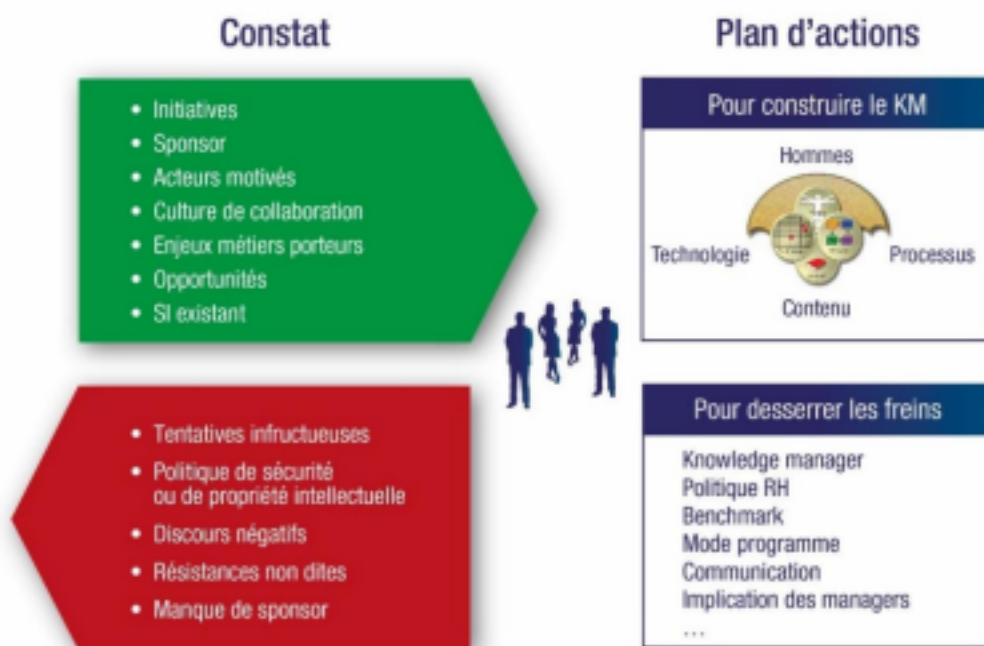 Constat
• Initiatives
• Sponsor
• Acteurs motivés
• Culture de collaboration
• Enjeux métiers porteurs
• Opportunités
• SI existant
• Tentatives infructueuses
• Politique de sécurité
ou de propriété intellectuelle
• Discours négatifs
• Résistances non dites
• Manque de sponsor
Plan d'actions
Pour construire le KM
Hommes
Technologie
Processus
Contenu
Pour desserrer les freins
Knowledge manager
Politique RH
Benchmark
Mode programme
Communication
Implication des managers
...